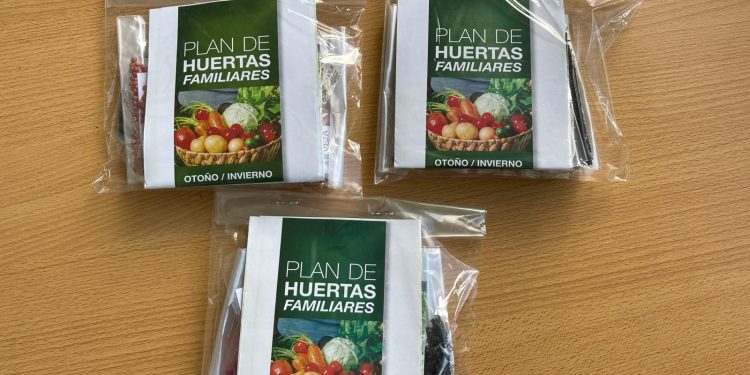 PLAN DE
HUERTAS
FAMILIARES
OTOÑO / INVIERNO
PLAN DE
HUERTAS
FAMILIARES
OTOÑO / INVIERNO
PLAN DE
HUERTAS
FAMILIARES